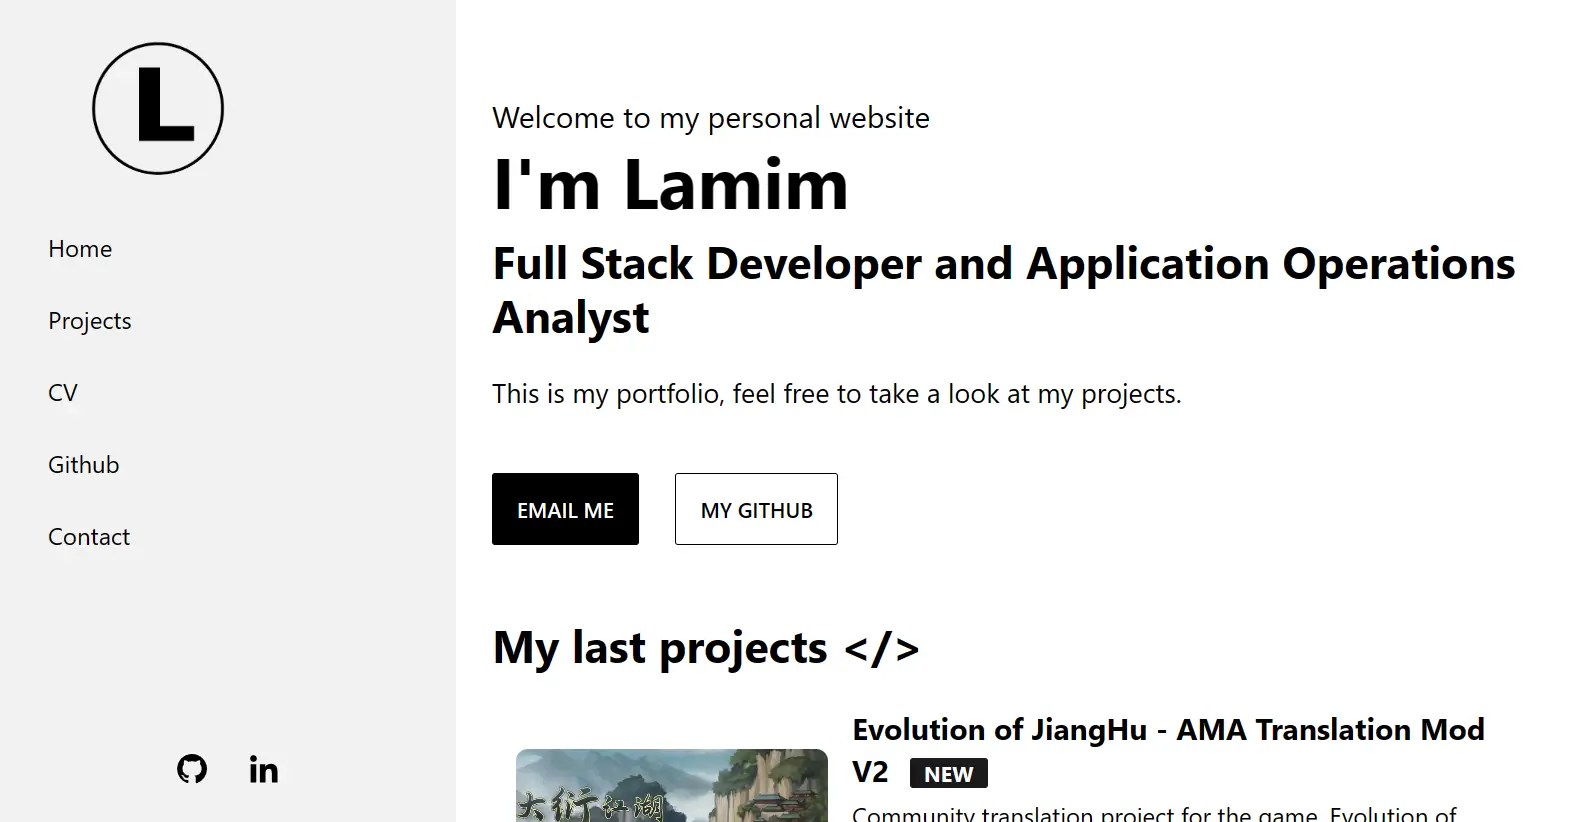 L
Home
Projects
CV
Github
Contact
in
Welcome to my personal website
I'm Lamim
Full Stack Developer and Application Operations
Analyst
This is my portfolio, feel free to take a look at my projects.
EMAIL ME
MY GITHUB
My last projects </>
大衍江湖
Evolution of JiangHu - AMA Translation Mod
V2 NEW
Community translation project for the game, Evolution of